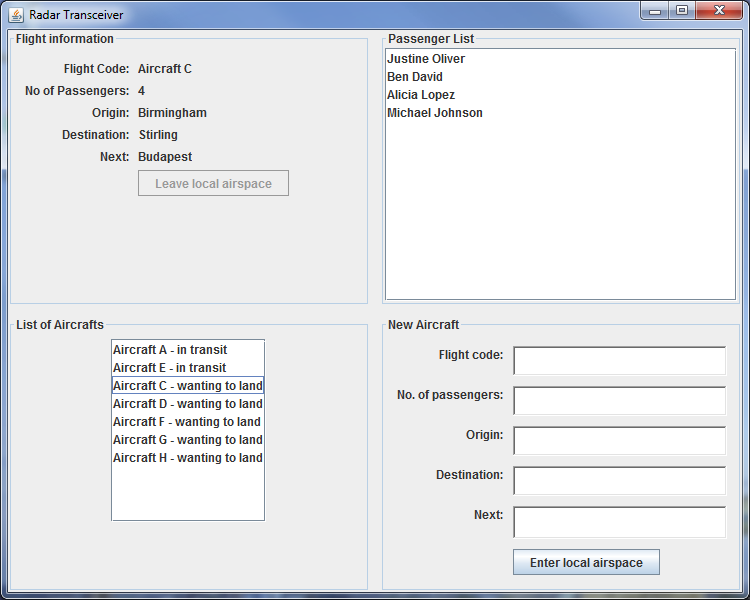 Radar Transceiver
Flight information
Flight Code: Aircraft C
No of Passengers: 4
Origin: Birmingham
Destination: Stirling
Next: Budapest
Leave local airspace
Passenger List
Justine Oliver
Ben David
Alicia Lopez
Michael Johnson
List of Aircrafts
Aircraft A - in transit
Aircraft E - in transit
Aircraft C - wanting to land
Aircraft D - wanting to land
Aircraft F - wanting to land
Aircraft G - wanting to land
Aircraft H - wanting to land
New Aircraft
Flight code:
No. of passengers:
Origin:
Destination:
Next:
Enter local airspace